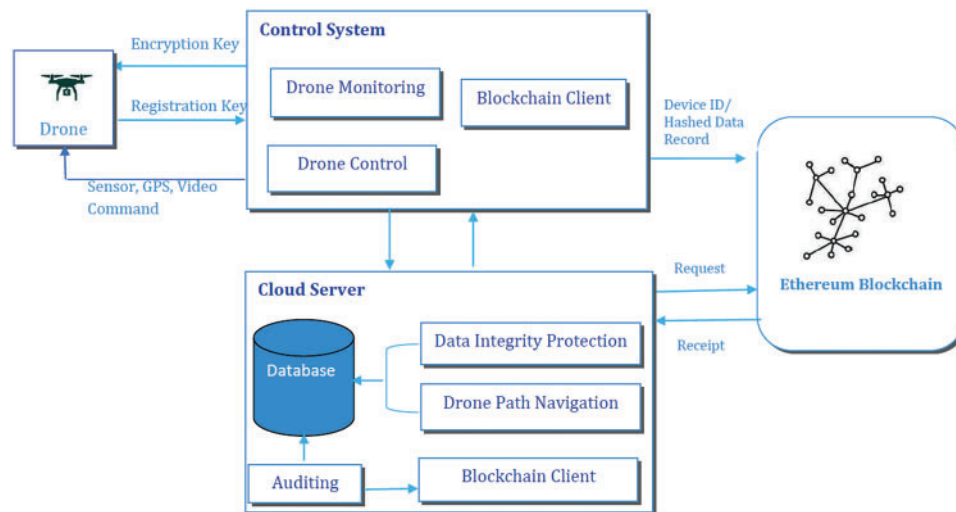 Control System
Encryption Key
Drone Monitoring
Blockchain Client
Registration Key
Drone
Device ID/
Hashed Data
Record
Drone Control
Sensor, GPS, Video
Command
Cloud Server
Request
Ethereum Blockchain
Database
Data Integrity Protection
Receipt
Drone Path Navigation
Auditing
Blockchain Client